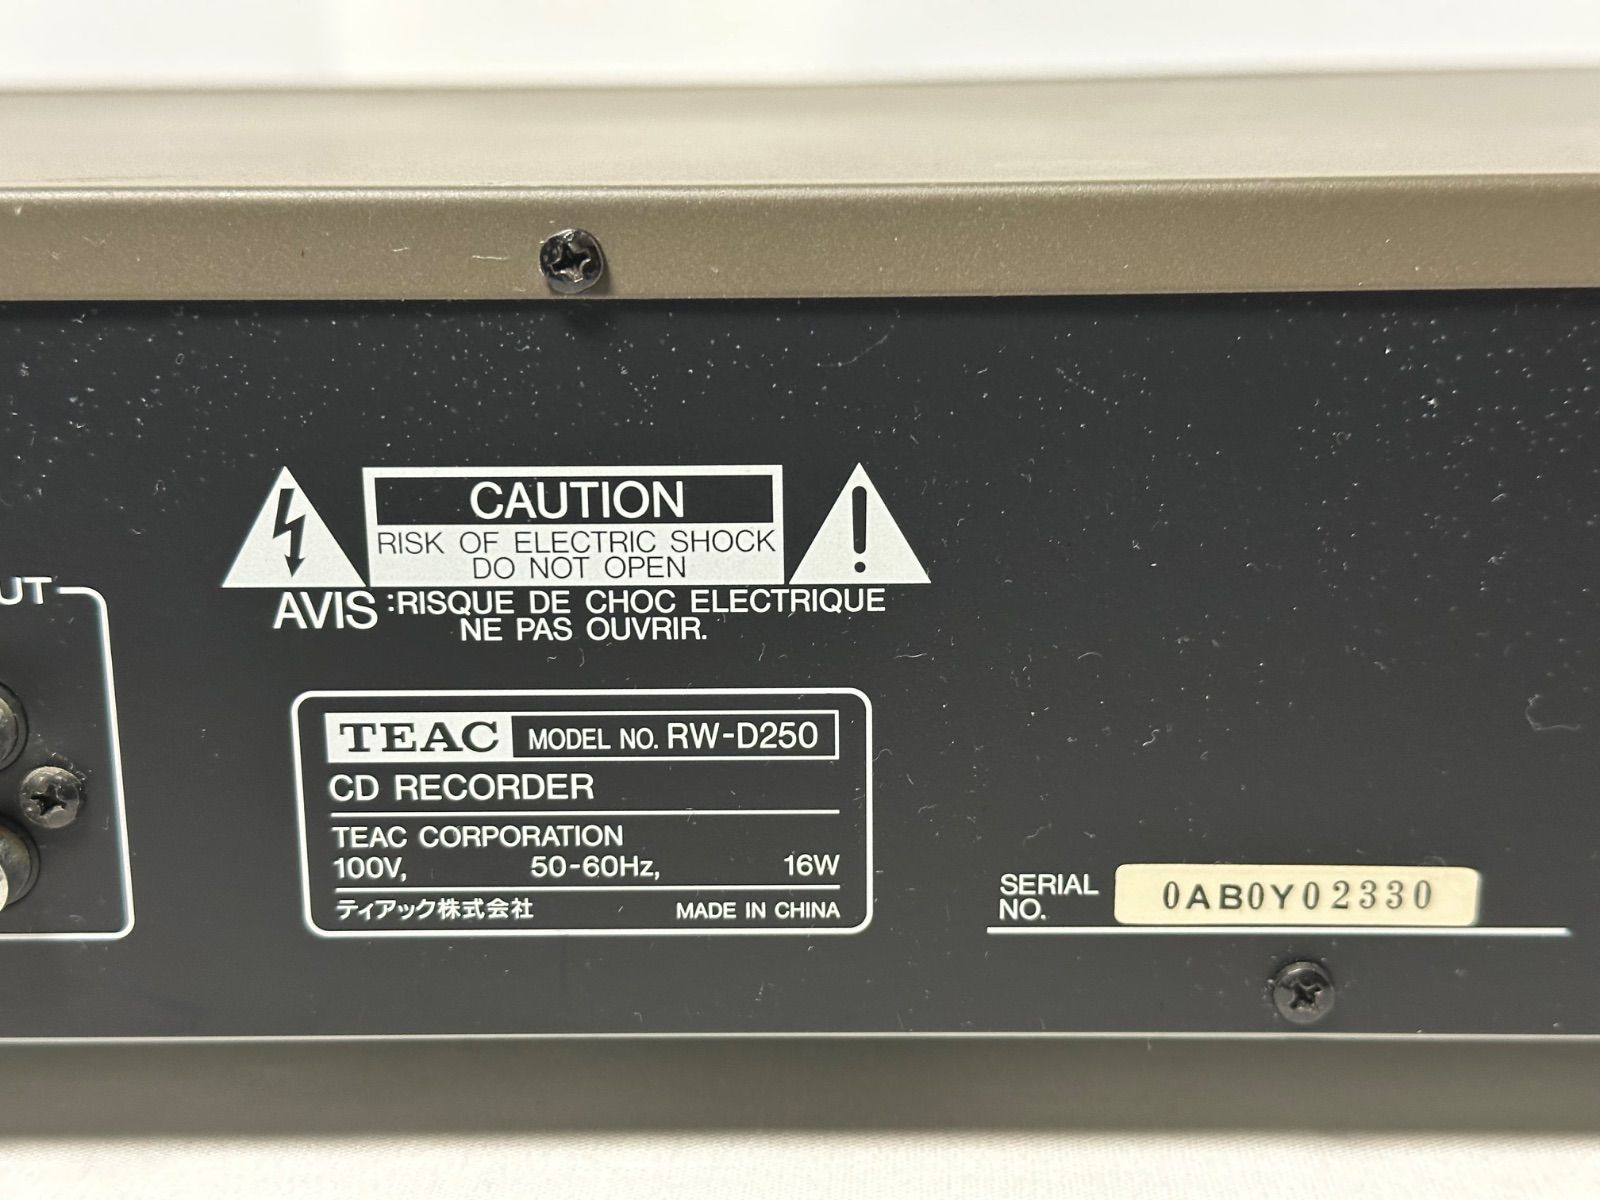 UT
CAUTION
RISK OF ELECTRIC SHOCK
DO NOT OPEN
AVIS :RISQUE DE CHOC ELECTRIQUE
NE PAS OUVRIR.
TEAC MODEL NO. RW-D250
CD RECORDER
TEAC CORPORATION
100V, 50-60Hz, 16W
ティアック株式会社 MADE IN CHINA
SERIAL NO. 0AB0Y02330